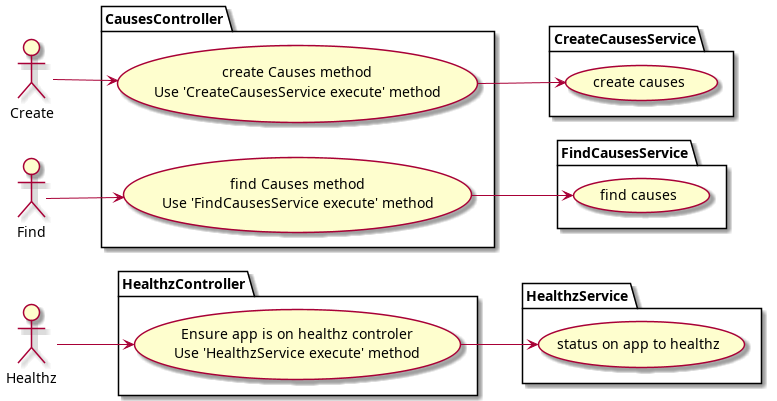 CausesController
create Causes method
Use 'CreateCausesService execute' method
Create
CreateCausesService
create causes
find Causes method
Use 'FindCausesService execute' method
Find
FindCausesService
find causes
HealthzController
Ensure app is on healthz controler
Use 'HealthzService execute' method
Healthz
HealthzService
status on app to healthz